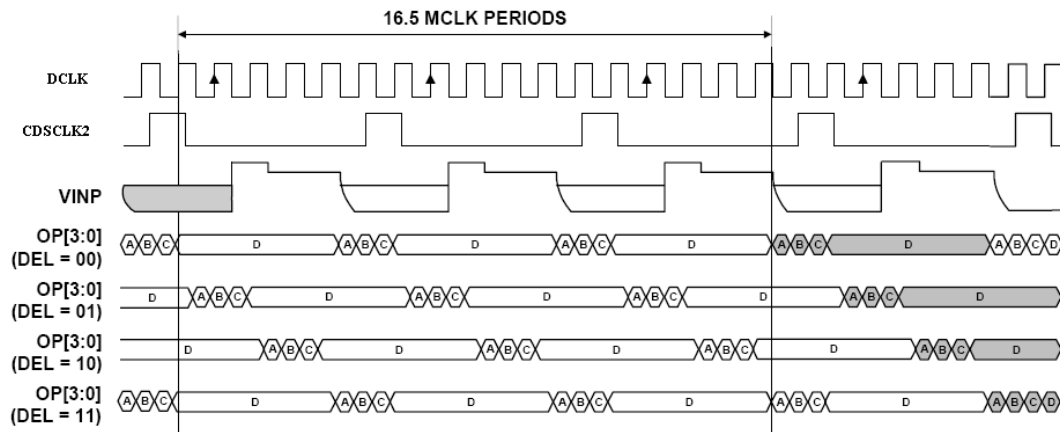 16.5 MCLK PERIODS
DCLK
CDSCLK2
VINP
OP[3:0]
(DEL = 00)
A B C D A B C D A B C D A B C D A B C D
OP[3:0]
(DEL = 01)
D A B C D A B C D A B C D A B C D
OP[3:0]
(DEL = 10)
D A B C D A B C D A B C D A B C D
OP[3:0]
(DEL = 11)
A B C D A B C D A B C D A B C D A B C D